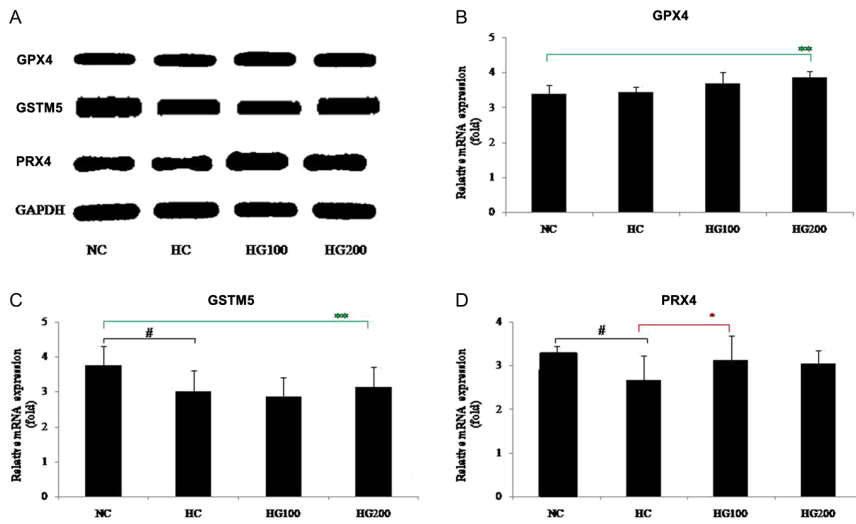 A
GPX4
GSTM5
PRX4
GAPDH
NC HC HG100 HG200
B
GPX4
**
Relative mRNA expression
(fold)
5
4
3
2
1
0
NC HC HG100 HG200
C
GSTM5
**
#
Relative mRNA expression
(fold)
5
4
3
2
1
0
NC HC HG100 HG200
D
PRX4
*
#
Relative mRNA expression
(fold)
4
3
2
1
0
NC HC HG100 HG200